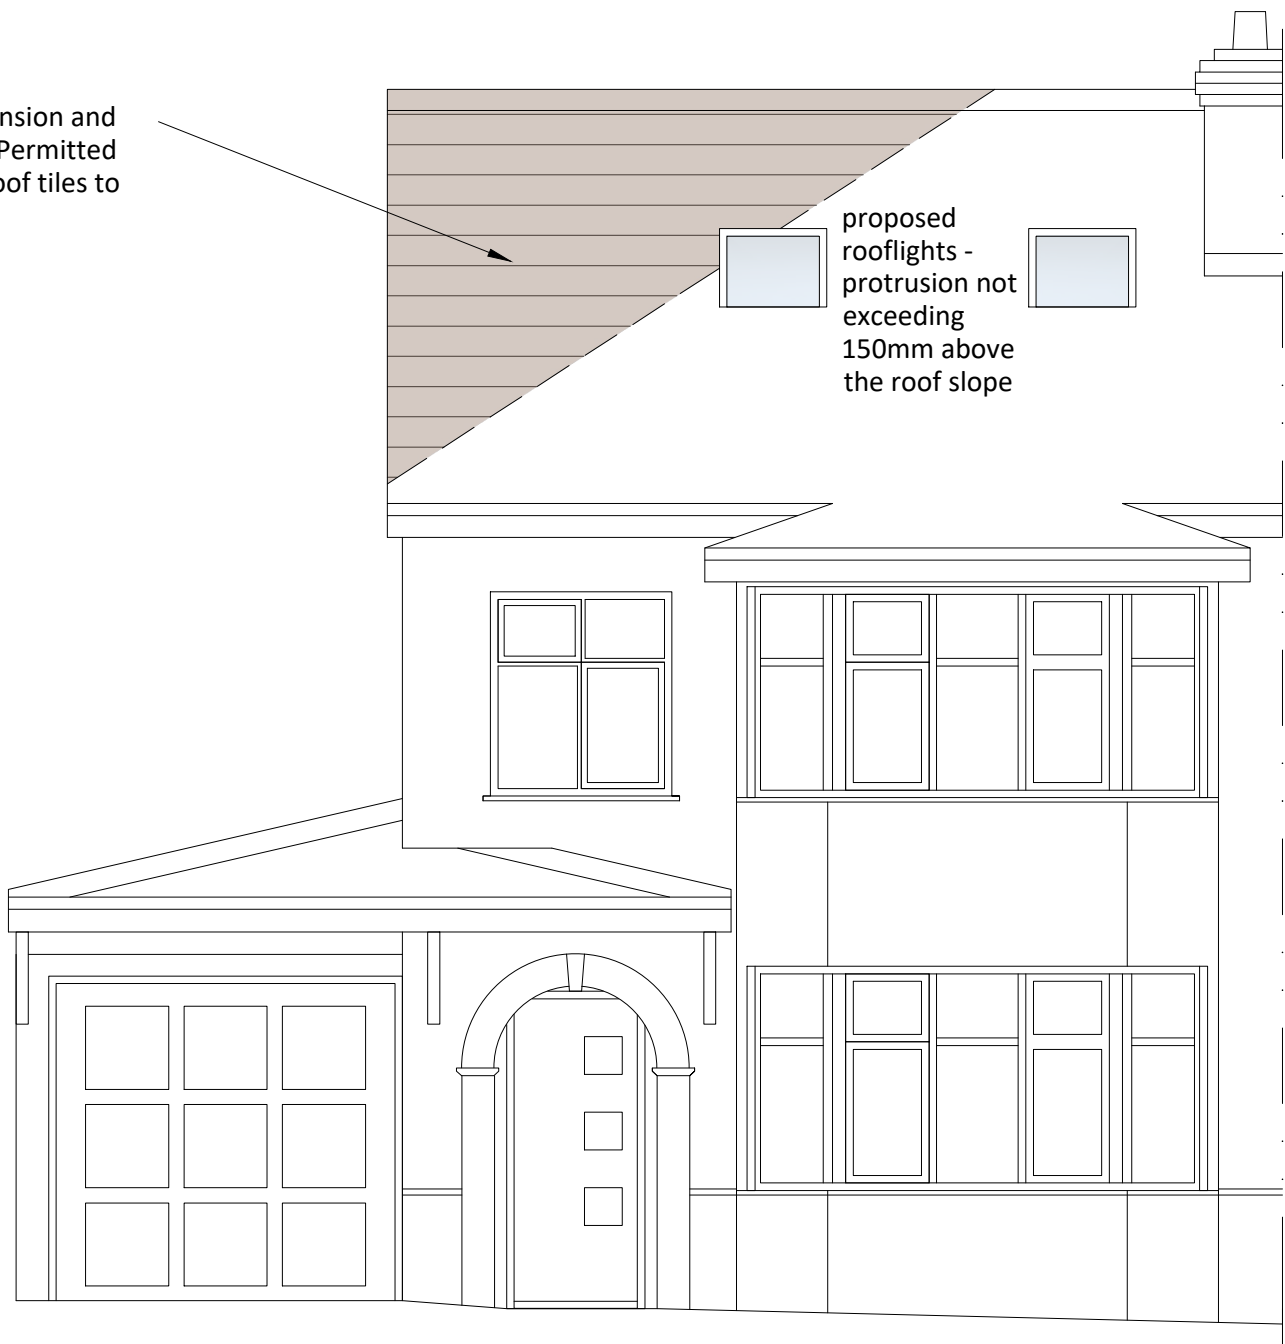 nsion and
Permitted
oof tiles to
proposed
rooflights -
protrusion not
exceeding
150mm above
the roof slope